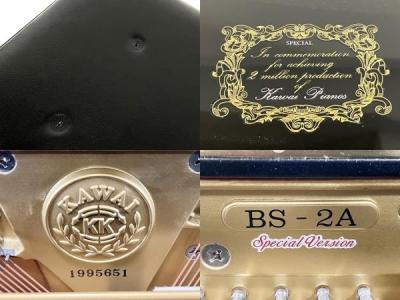 SPECIAL
In commemoration
for achieving
2 million production
of
Kawai Pianos
KAWAI
KK
1995651
BS - 2A
Special Version